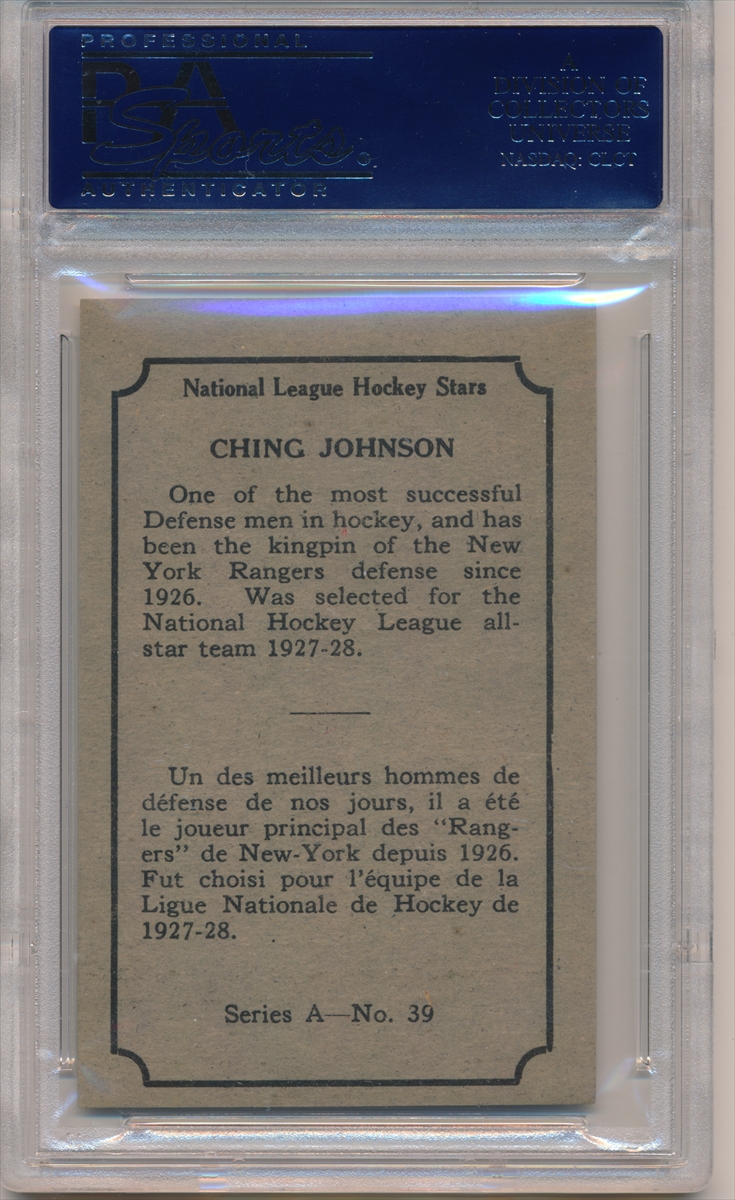 PROFESSIONAL
PSA
Sports
AUTHENTICATOR
A
DIVISION OF
COLLECTORS
UNIVERSE
NASDAQ: CLCT
National League Hockey Stars
CHING JOHNSON
One of the most successful
Defense men in hockey, and has
been the kingpin of the New
York Rangers defense since
1926. Was selected for the
National Hockey League all-
star team 1927-28.
Un des meilleurs hommes de
défense de nos jours, il a été
le joueur principal des "Rang-
ers" de New-York depuis 1926.
Fut choisi pour l'équipe de la
Ligue Nationale de Hockey de
1927-28.
Series A—No. 39